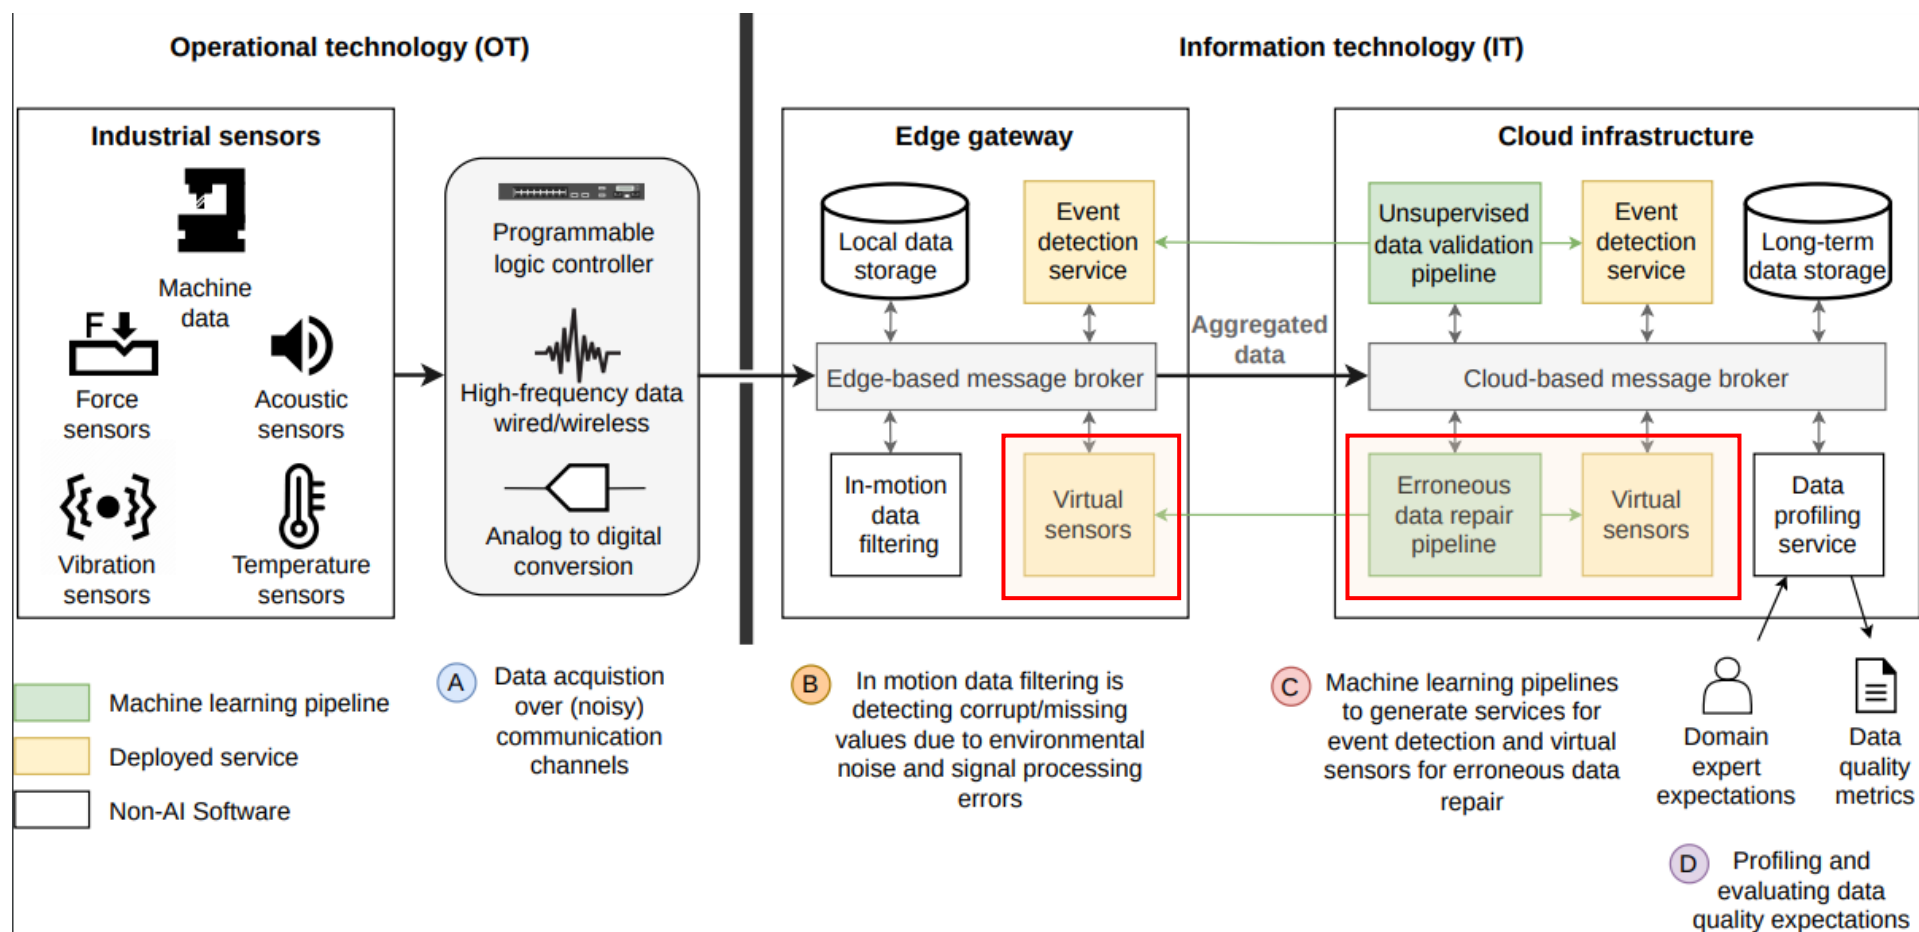 Operational technology (OT)
Information technology (IT)
Industrial sensors
Machine
data
F
Force
sensors
Acoustic
sensors
Vibration
sensors
Temperature
sensors
Programmable
logic controller
High-frequency data
wired/wireless
Analog to digital
conversion
Edge gateway
Local data
storage
Event
detection
service
Edge-based message broker
In-motion
data
filtering
Virtual
sensors
Aggregated
data
Cloud infrastructure
Unsupervised
data validation
pipeline
Event
detection
service
Long-term
data storage
Cloud-based message broker
Erroneous
data repair
pipeline
Virtual
sensors
Data
profiling
service
Machine learning pipeline
Deployed service
Non-AI Software
A
Data acquistion
over (noisy)
communication
channels
B
In motion data filtering is
detecting corrupt/missing
values due to environmental
noise and signal processing
errors
C
Machine learning pipelines
to generate services for
event detection and virtual
sensors for erroneous data
repair
Domain
expert
expectations
Data
quality
metrics
D
Profiling and
evaluating data
quality expectations